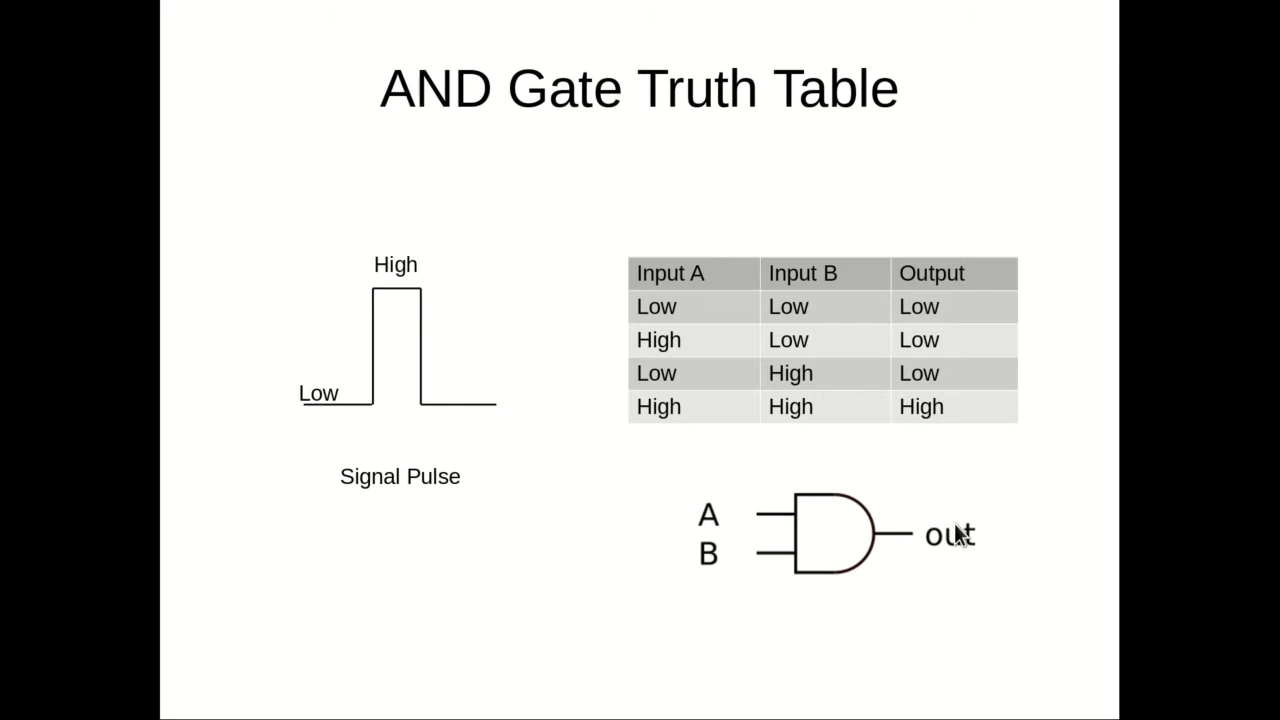 AND Gate Truth Table
High
Low
Signal Pulse
Input A Input B Output
Low Low Low
High Low Low
Low High Low
High High High
A
B
out